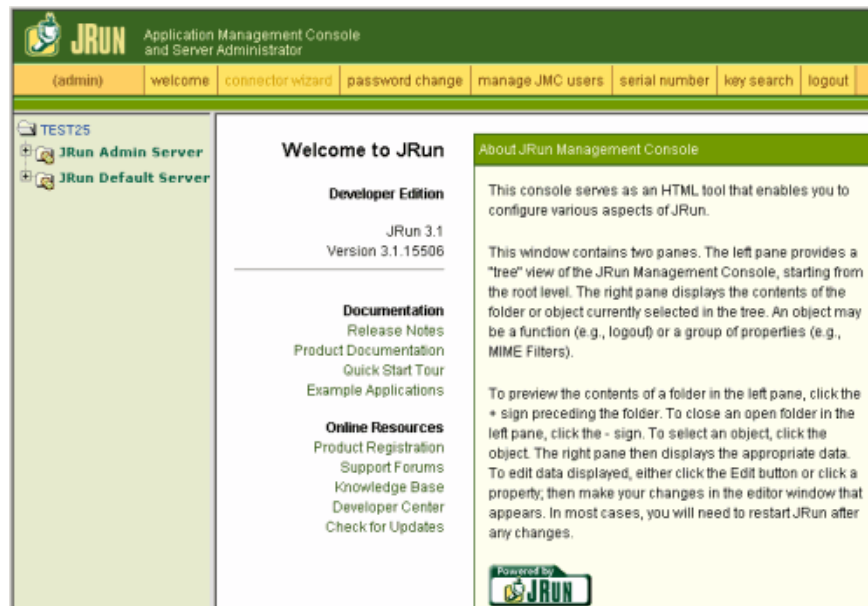 JRUN
Application Management Console
and Server Administrator
(admin)
welcome
connector wizard
password change
manage JMC users
serial number
key search
logout
TEST25
JRun Admin Server
JRun Default Server
Welcome to JRun
Developer Edition
JRun 3.1
Version 3.1.15506
Documentation
Release Notes
Product Documentation
Quick Start Tour
Example Applications
Online Resources
Product Registration
Support Forums
Knowledge Base
Developer Center
Check for Updates
About JRun Management Console
This console serves as an HTML tool that enables you to
configure various aspects of JRun.
This window contains two panes. The left pane provides a
"tree" view of the JRun Management Console, starting from
the root level. The right pane displays the contents of the
folder or object currently selected in the tree. An object may
be a function (e.g., logout) or a group of properties (e.g.,
MIME Filters).
To preview the contents of a folder in the left pane, click the
+ sign preceding the folder. To close an open folder in the
left pane, click the - sign. To select an object, click the
object. The right pane then displays the appropriate data.
To edit data displayed, either click the Edit button or click a
property; then make your changes in the editor window that
appears. In most cases, you will need to restart JRun after
any changes.
Powered by
JRUN